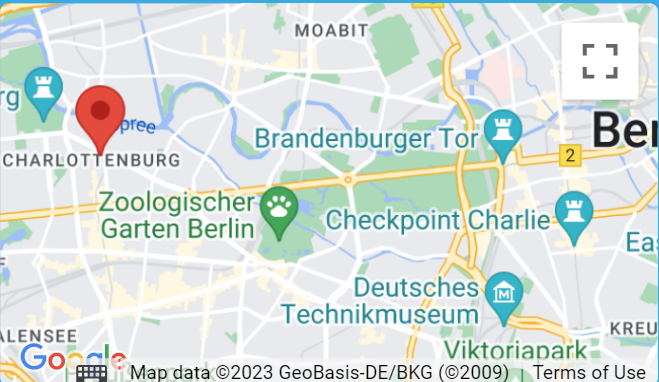 MOABIT
rg
Spree
Brandenburger Tor
Ber
2
CHARLOTTENBURG
Zoologischer
Garten Berlin
Checkpoint Charlie
Eas
Deutsches
Technikmuseum
KREU
ALENSEE
Viktoriapark
Google
Map data ©2023 GeoBasis-DE/BKG (©2009)
Terms of Use